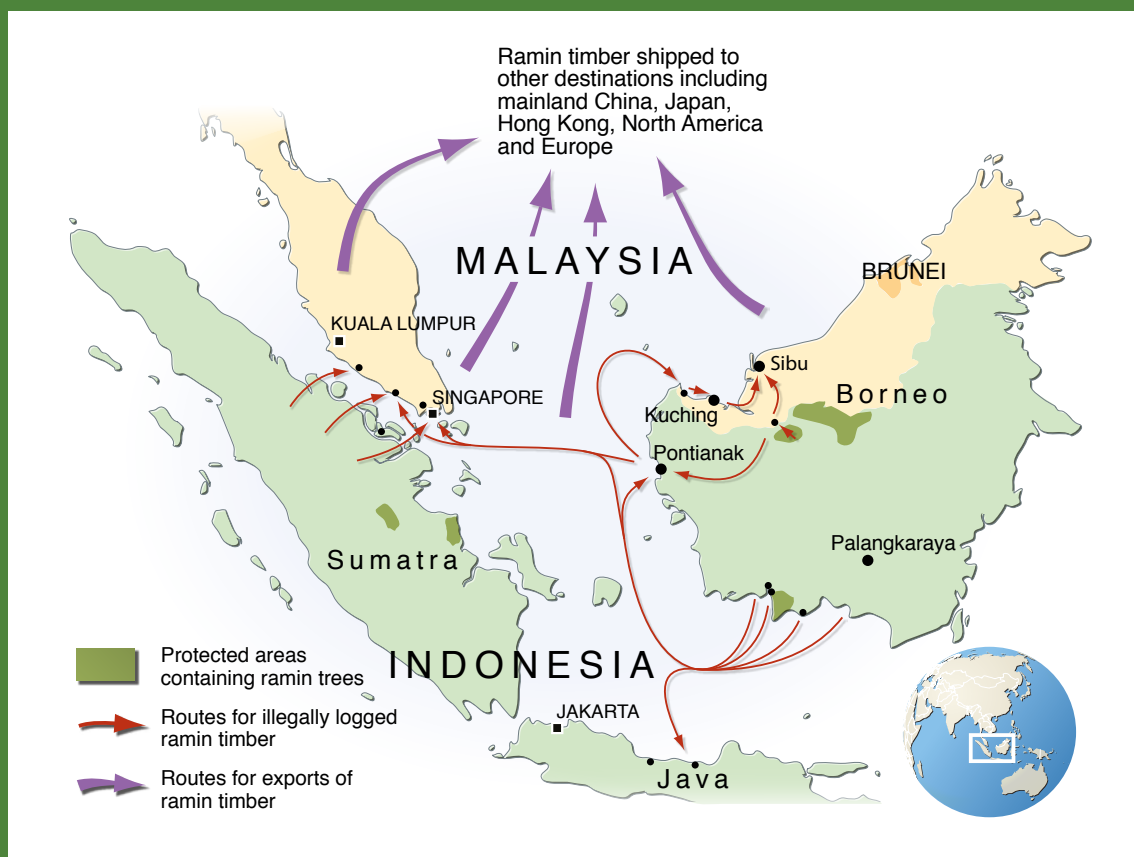 Ramin timber shipped to
other destinations including
mainland China, Japan,
Hong Kong, North America
and Europe
MALAYSIA
BRUNEI
KUALA LUMPUR
Sibu
SINGAPORE
Borneo
Kuching
Pontianak
Palangkaraya
Sumatra
INDONESIA
Protected areas
containing ramin trees
Routes for illegally logged
ramin timber
JAKARTA
Routes for exports of
ramin timber
Java